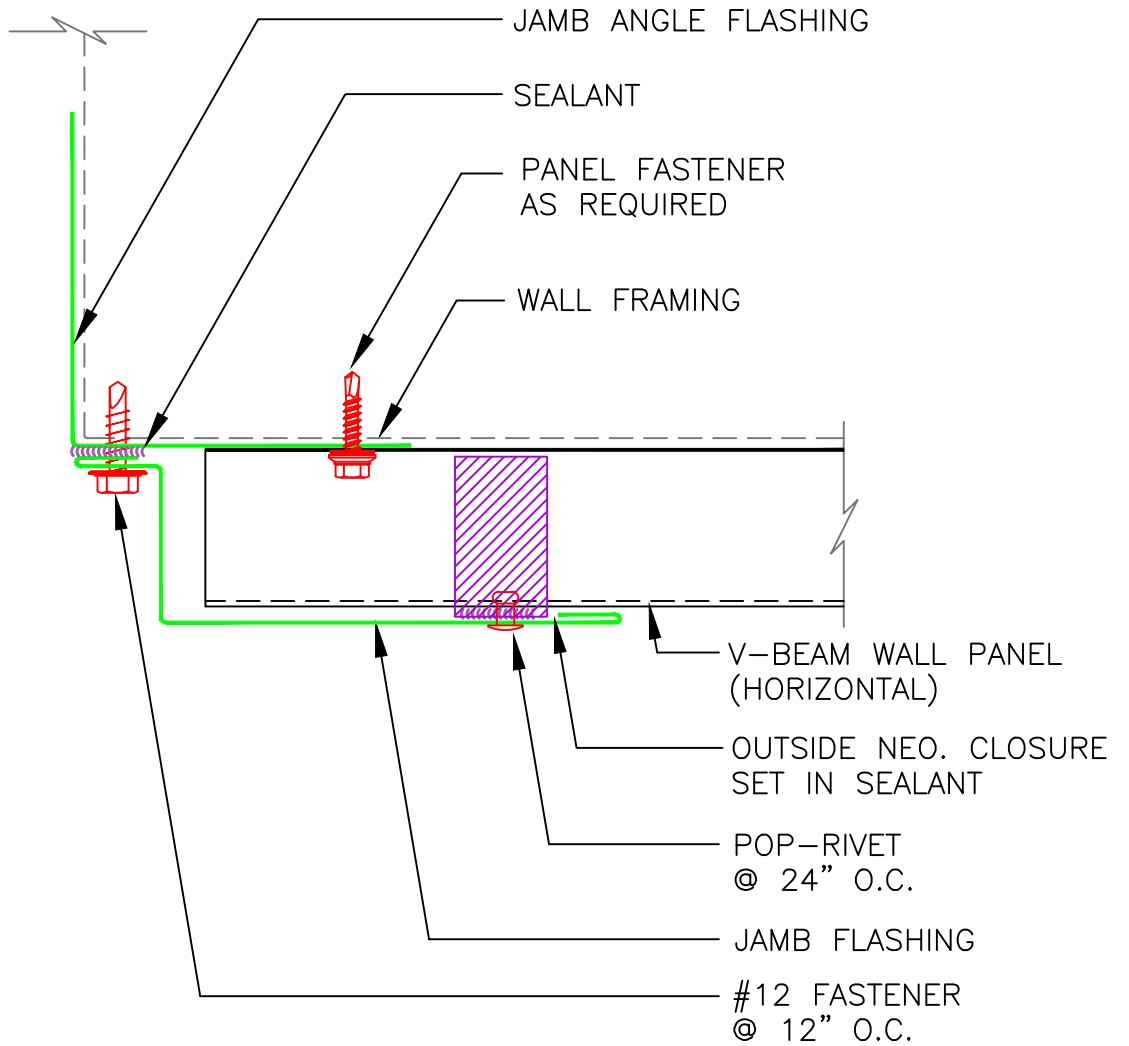 JAMB ANGLE FLASHING
SEALANT
PANEL FASTENER
AS REQUIRED
WALL FRAMING
V-BEAM WALL PANEL
(HORIZONTAL)
OUTSIDE NEO. CLOSURE
SET IN SEALANT
POP-RIVET
@ 24” O.C.
JAMB FLASHING
#12 FASTENER
@ 12” O.C.